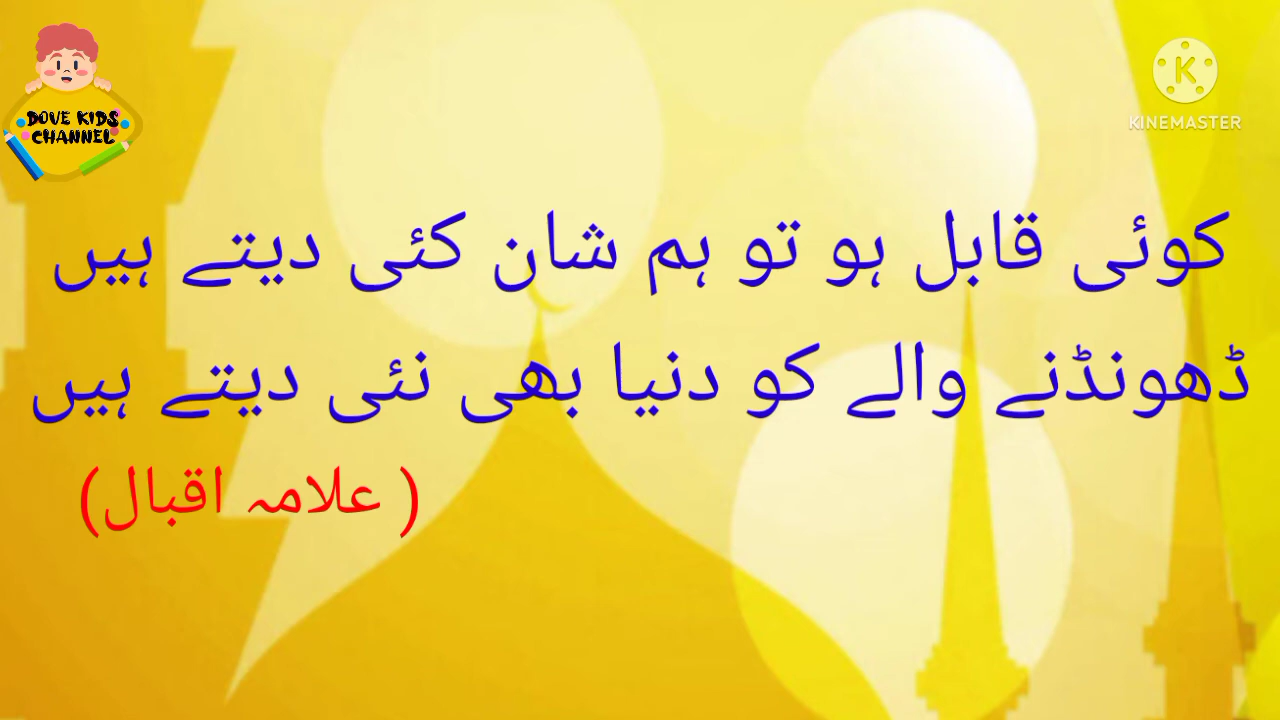 DOVE KIDS
CHANNEL
KINEMASTER
کوئی قابل ہو تو ہم شان کئی دیتے ہیں
ڈھونڈنے والے کو دنیا بھی نئی دیتے ہیں
( علامہ اقبال)